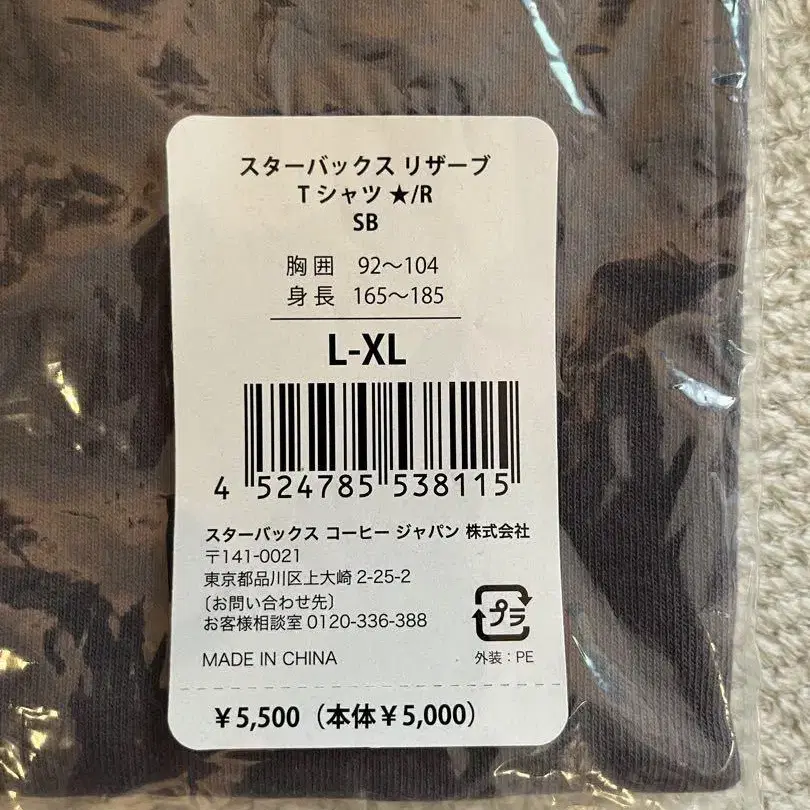 スターバックス リザーブ
Tシャツ ★/R
SB
胸囲 92〜104
身長 165〜185
L-XL
4 524785 538115
スターバックス コーヒー ジャパン 株式会社
〒141-0021
東京都品川区上大崎 2-25-2
〔お問い合わせ先〕
お客様相談室 0120-336-388
プラ
MADE IN CHINA
外装：PE
￥5,500（本体￥5,000）